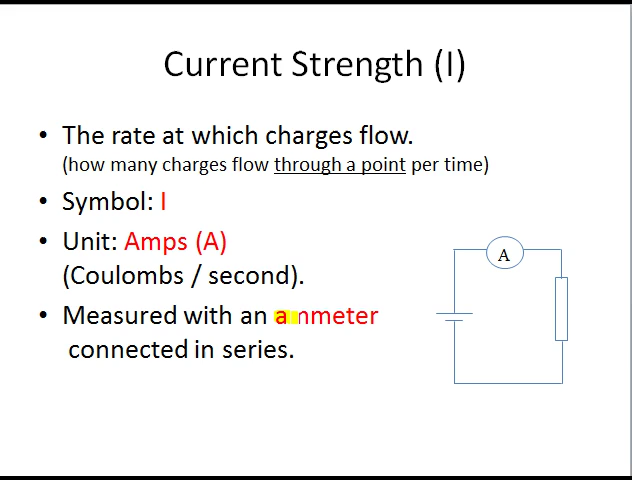 Current Strength (I)
• The rate at which charges flow.
(how many charges flow through a point per time)
• Symbol: I
• Unit: Amps (A)
(Coulombs / second).
• Measured with an ammeter
connected in series.
A